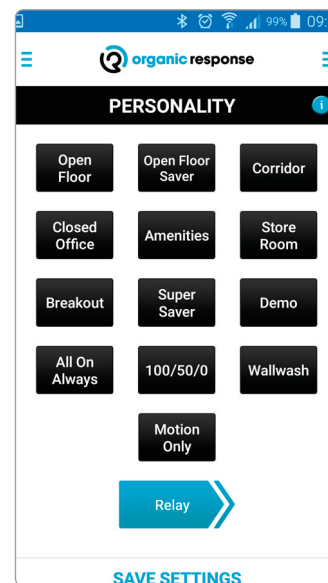 99% 09:
organic response
PERSONALITY
i
Open
Floor
Open Floor
Saver
Corridor
Closed
Office
Amenities
Store
Room
Breakout
Super
Saver
Demo
All On
Always
100/50/0
Wallwash
Motion
Only
Relay
SAVE SETTINGS